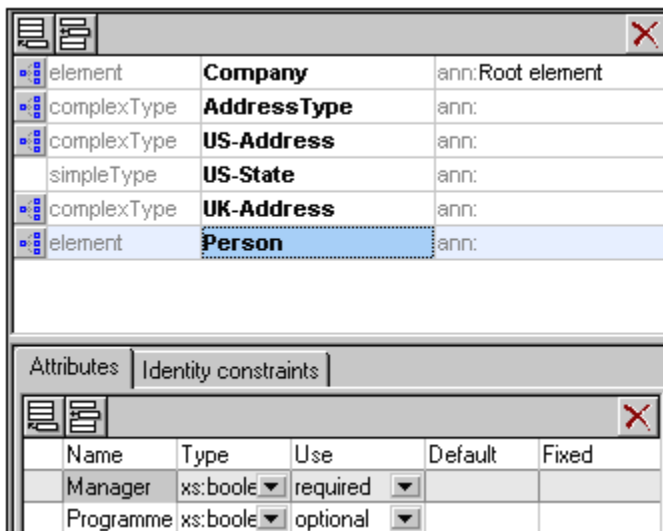 element Company ann:Root element
complexType AddressType ann:
complexType US-Address ann:
simpleType US-State ann:
complexType UK-Address ann:
element Person ann:
Attributes Identity constraints
Name Type Use Default Fixed
Manager xs:boole required
Programme xs:boole optional